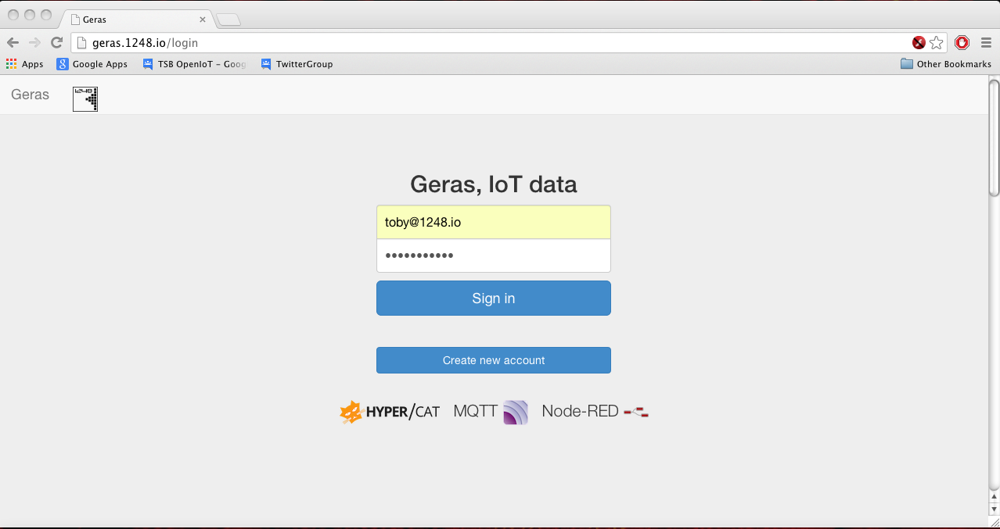 Geras
geras.1248.io/login
Apps Google Apps TSB OpenIoT – Goog TwitterGroup Other Bookmarks
Geras 1248
Geras, IoT data
toby@1248.io
•••••••••••
Sign in
Create new account
HYPER/CAT MQTT Node-RED